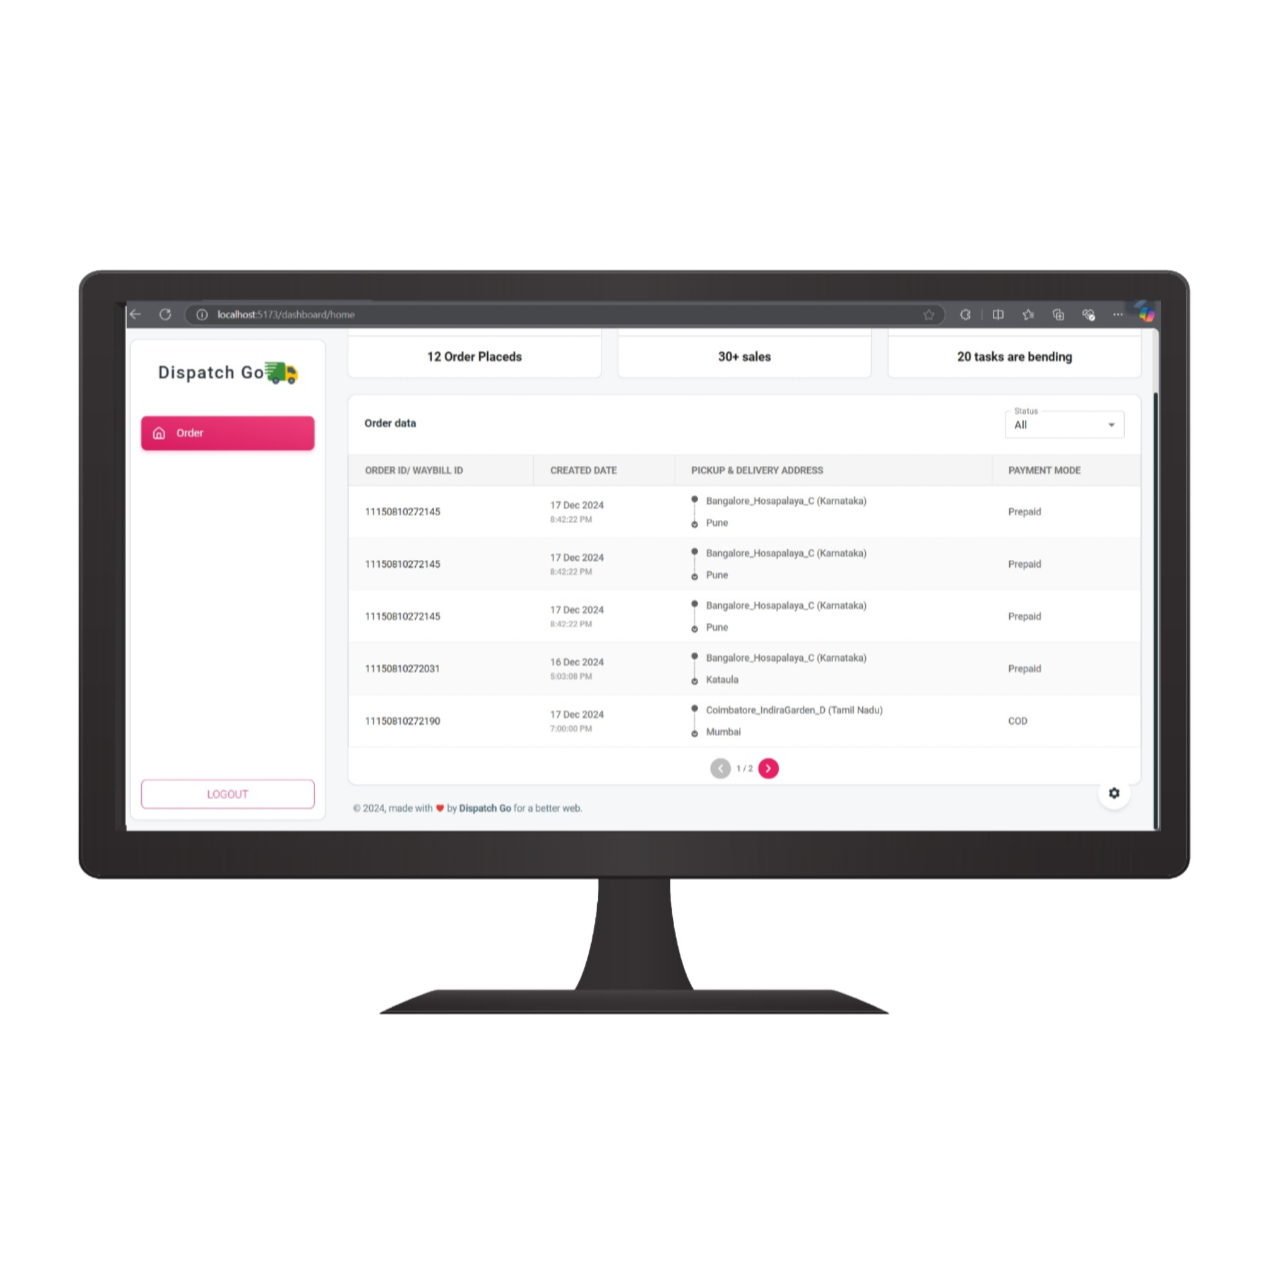 localhost:5173/dashboard/home
Dispatch Go
12 Order Placeds
30+ sales
20 tasks are bending
Order
Order data
Status
All
ORDER ID/ WAYBILL ID CREATED DATE PICKUP & DELIVERY ADDRESS PAYMENT MODE
11150810272145
17 Dec 2024
8:42:22 PM
Bangalore_Hosapalaya_C (Karnataka)
Pune
Prepaid
11150810272145
17 Dec 2024
8:42:22 PM
Bangalore_Hosapalaya_C (Karnataka)
Pune
Prepaid
11150810272145
17 Dec 2024
8:42:22 PM
Bangalore_Hosapalaya_C (Karnataka)
Pune
Prepaid
11150810272031
16 Dec 2024
5:03:08 PM
Bangalore_Hosapalaya_C (Karnataka)
Kataula
Prepaid
11150810272190
17 Dec 2024
7:00:00 PM
Coimbatore_IndiraGarden_D (Tamil Nadu)
Mumbai
COD
1 / 2
LOGOUT
© 2024, made with ❤ by Dispatch Go for a better web.